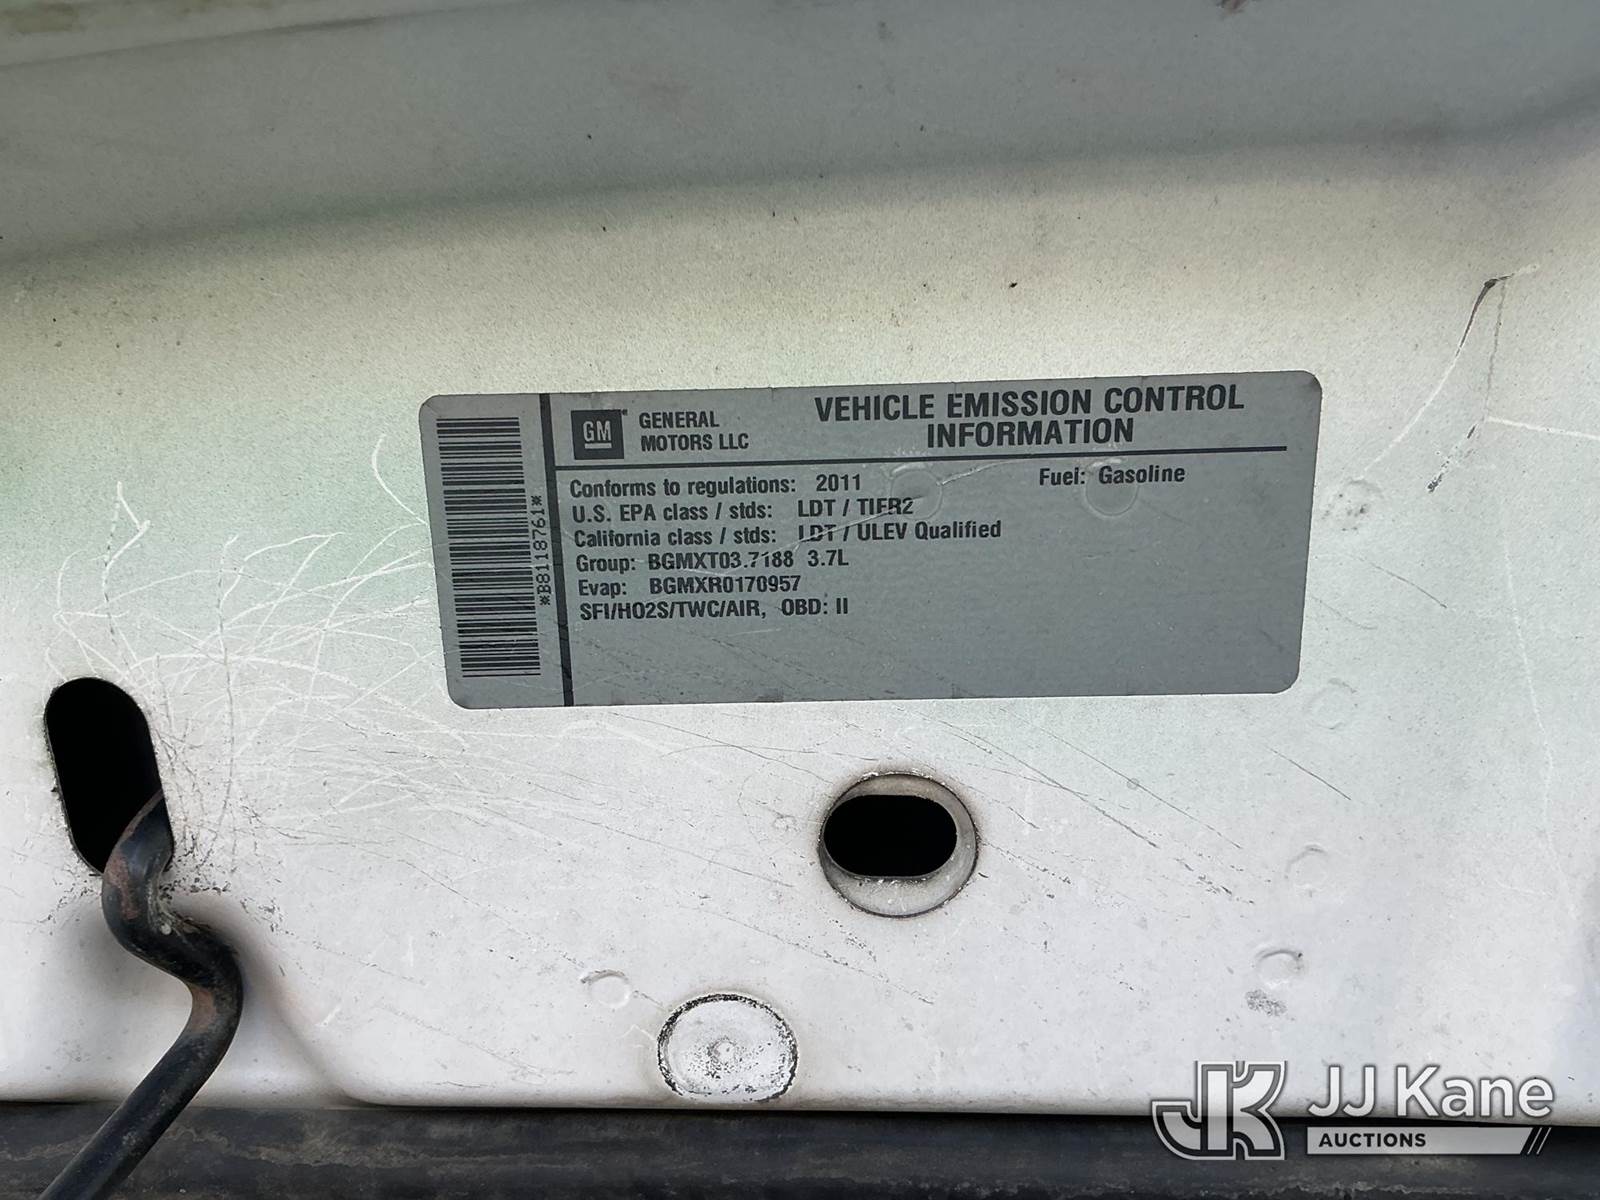 *B8118761*
GM GENERAL MOTORS LLC
VEHICLE EMISSION CONTROL
INFORMATION
Conforms to regulations: 2011 Fuel: Gasoline
U.S. EPA class / stds: LDT / TIER2
California class / stds: LDT / ULEV Qualified
Group: BGMXT03.7188 3.7L
Evap: BGMXR0170957
SFI/HO2S/TWC/AIR, OBD: II
JK JJ Kane
AUCTIONS